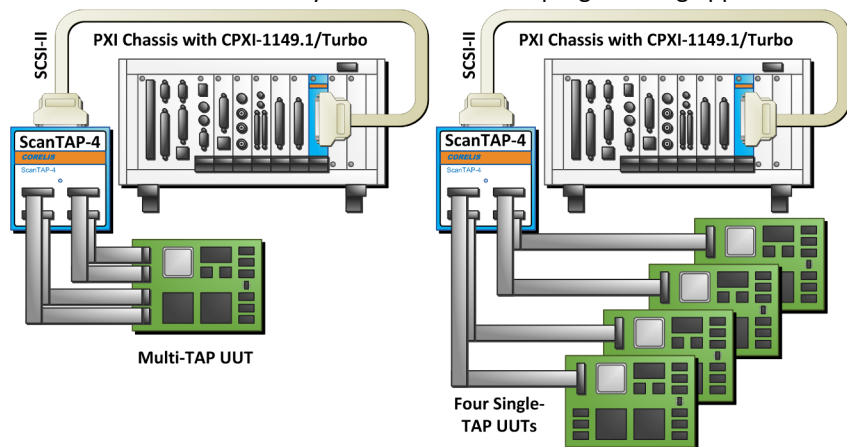 SCSI-II
PXI Chassis with CPXI-1149.1/Turbo
ScanTAP-4
CORELIS
ScanTAP-4
Multi-TAP UUT
SCSI-II
PXI Chassis with CPXI-1149.1/Turbo
ScanTAP-4
CORELIS
ScanTAP-4
Four Single-
TAP UUTs